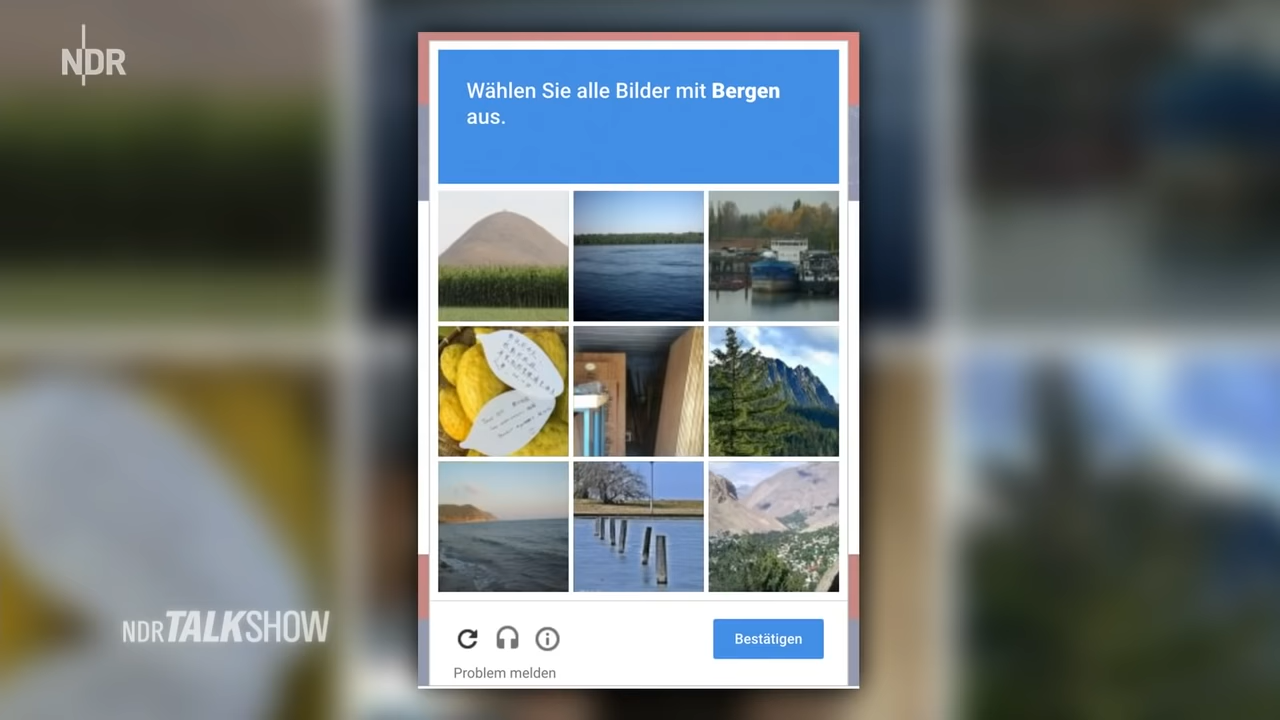 NDR
Wählen Sie alle Bilder mit Bergen
aus.
NDR TALKSHOW
Bestätigen
Problem melden